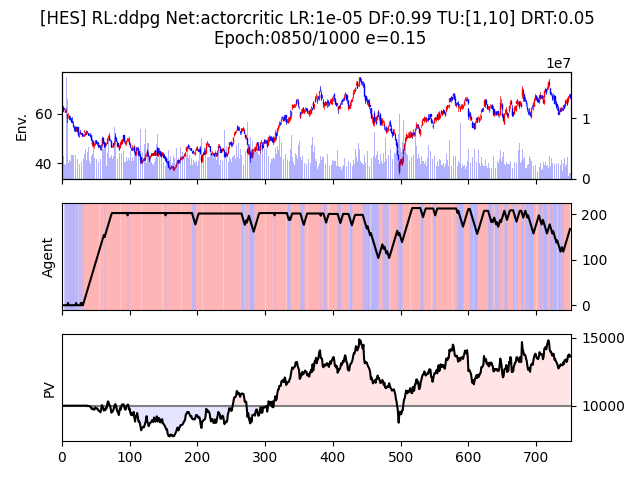 [HES] RL:ddpg Net:actorcritic LR:1e-05 DF:0.99 TU:[1,10] DRT:0.05
Epoch:0850/1000 e=0.15
1e7
Env.
60
40
1
0
Agent
200
100
0
PV
15000
10000
0 100 200 300 400 500 600 700